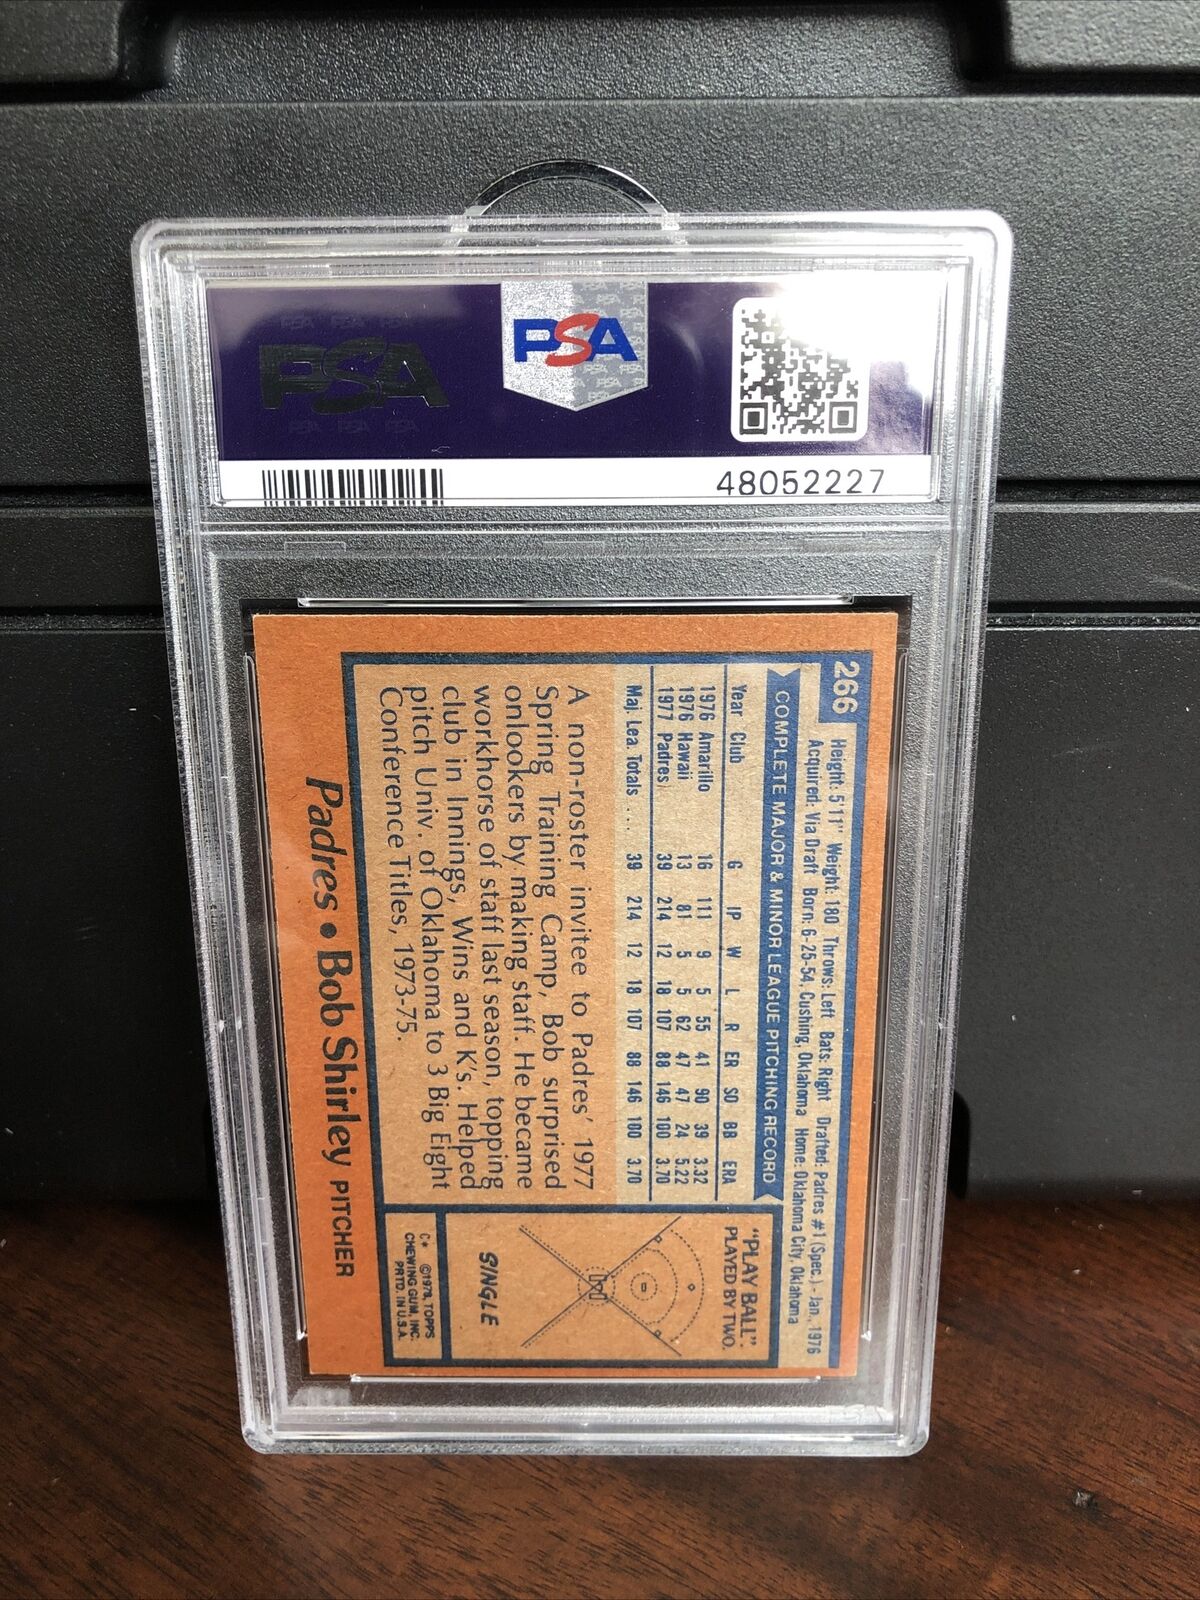 PSA
PSA
48052227
266
Height: 5'11" Weight: 180 Throws: Left Bats: Right Drafted: Padres #1 (Spec.) - Jan., 1976
Acquired: Via Draft Born: 6-25-54, Cushing, Oklahoma Home: Oklahoma City, Oklahoma
COMPLETE MAJOR & MINOR LEAGUE PITCHING RECORD
Year Club G IP W L R ER SO BB ERA
1976 Amarillo 16 111 9 5 55 41 90 39 3.32
1976 Hawaii 13 81 5 5 62 47 47 24 5.22
1977 Padres 39 214 12 18 107 88 146 100 3.70
Maj. Lea. Totals .... 39 214 12 18 107 88 146 100 3.70
A non-roster invitee to Padres' 1977
Spring Training Camp, Bob surprised
onlookers by making staff. He became
workhorse of staff last season, topping
club in Innings, Wins and K's. Helped
pitch Univ. of Oklahoma to 3 Big Eight
Conference Titles, 1973-75.
"PLAY BALL".
PLAYED BY TWO.
SINGLE
C* ©1978, TOPPS
CHEWING GUM, INC.
PRTD. IN U.S.A.
Padres • Bob Shirley PITCHER